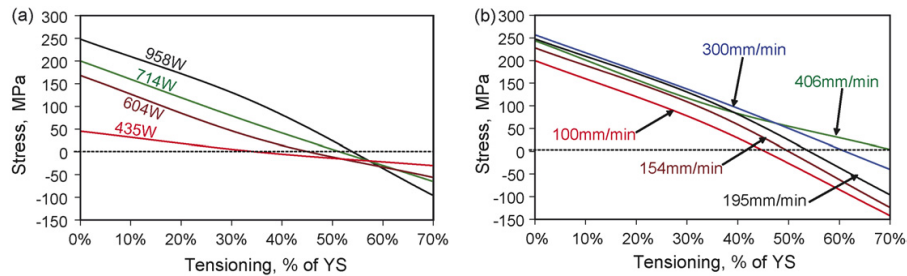 (a)
300
250
200
150
100
50
0
-50
-100
-150
Stress, MPa
958W
714W
604W
435W
0% 10% 20% 30% 40% 50% 60% 70%
Tensioning, % of YS
(b)
300
250
200
150
100
50
0
-50
-100
-150
Stress, MPa
300mm/min
406mm/min
100mm/min
154mm/min
195mm/min
0% 10% 20% 30% 40% 50% 60% 70%
Tensioning, % of YS